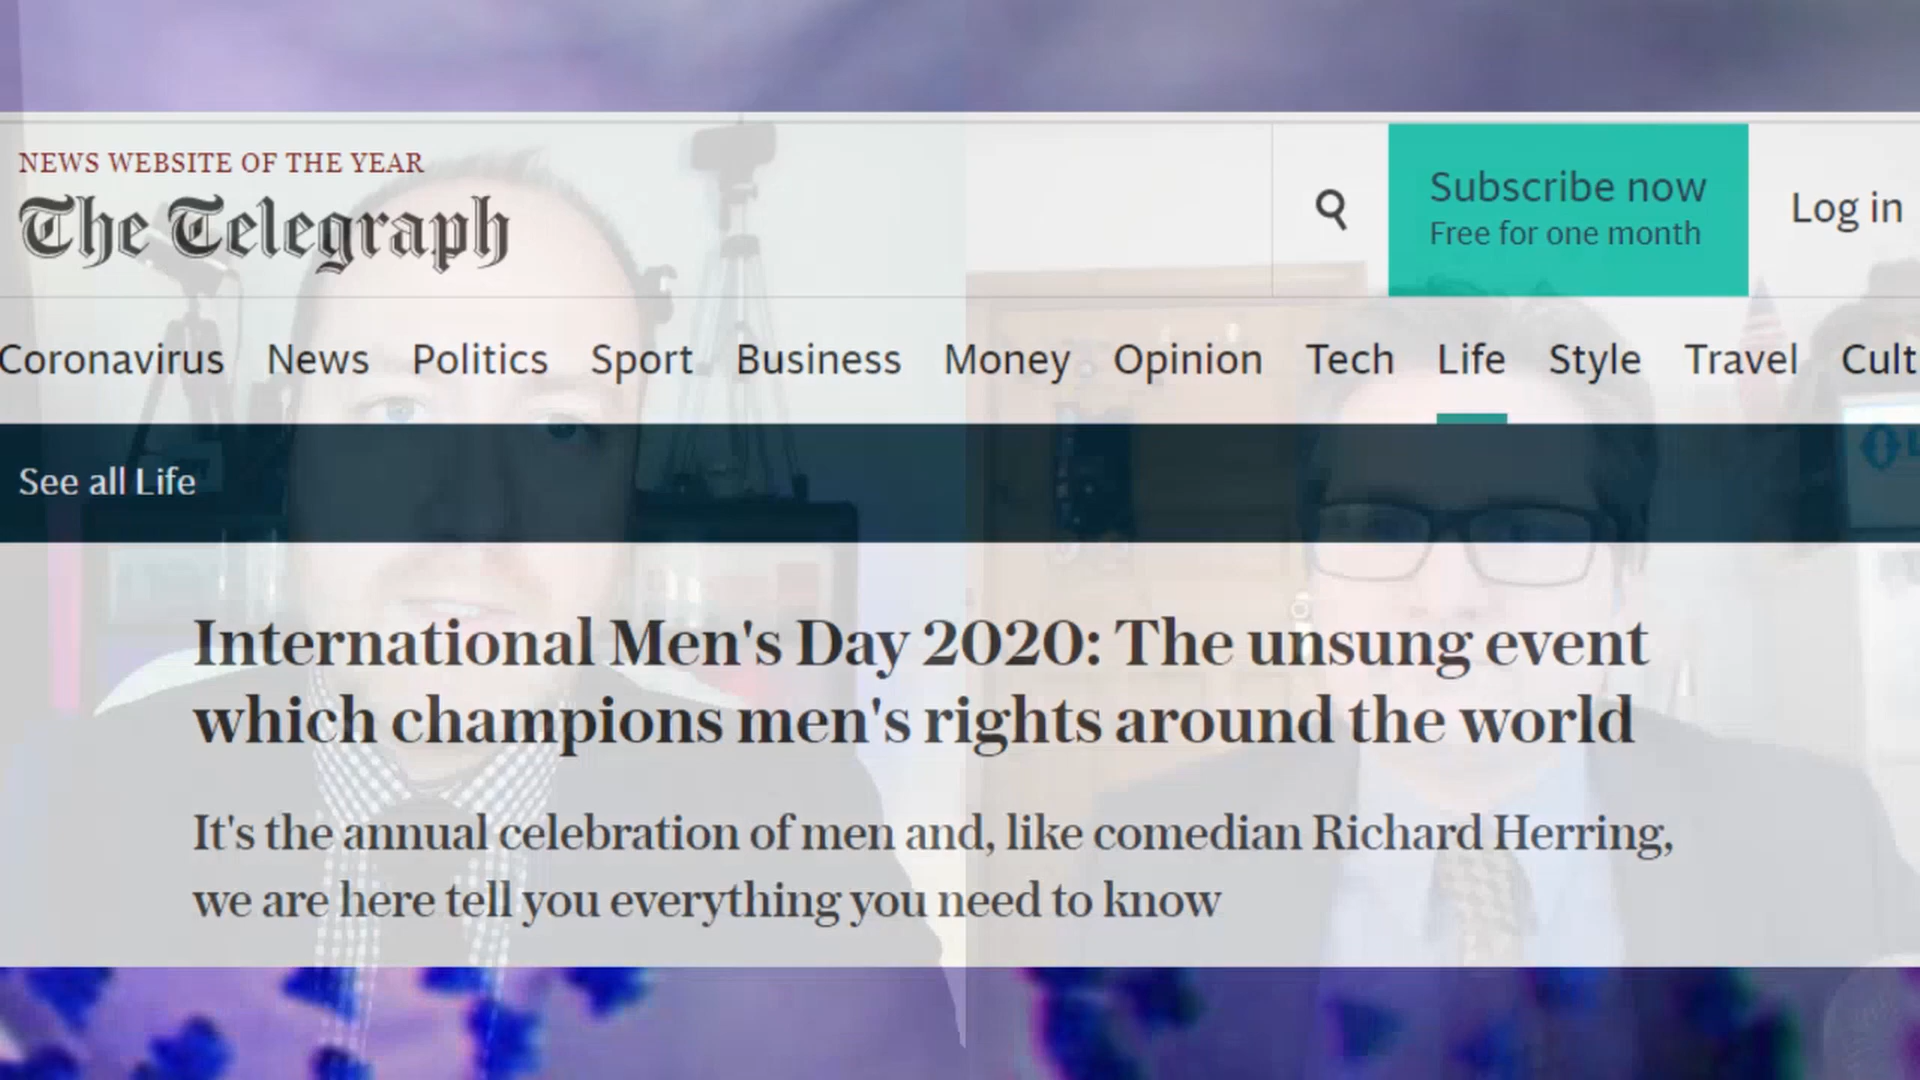 NEWS WEBSITE OF THE YEAR
The Telegraph
Subscribe now
Free for one month
Log in
Coronavirus News Politics Sport Business Money Opinion Tech Life Style Travel Cult
See all Life
International Men's Day 2020: The unsung event
which champions men's rights around the world
It's the annual celebration of men and, like comedian Richard Herring,
we are here tell you everything you need to know